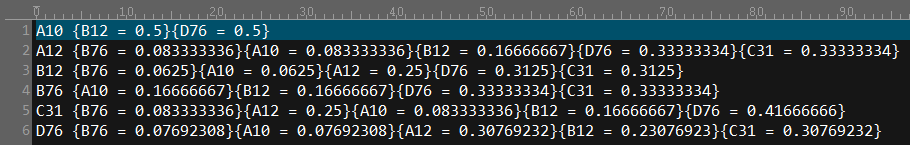 0 10 20 30 40 50 60 70 80 90
1 A10 {B12 = 0.5}{D76 = 0.5}
2 A12 {B76 = 0.083333336}{A10 = 0.083333336}{B12 = 0.16666667}{D76 = 0.33333334}{C31 = 0.33333334}
3 B12 {B76 = 0.0625}{A10 = 0.0625}{A12 = 0.25}{D76 = 0.3125}{C31 = 0.3125}
4 B76 {A10 = 0.16666667}{B12 = 0.16666667}{D76 = 0.33333334}{C31 = 0.33333334}
5 C31 {B76 = 0.083333336}{A12 = 0.25}{A10 = 0.083333336}{B12 = 0.16666667}{D76 = 0.41666666}
6 D76 {B76 = 0.07692308}{A10 = 0.07692308}{A12 = 0.30769232}{B12 = 0.23076923}{C31 = 0.30769232}